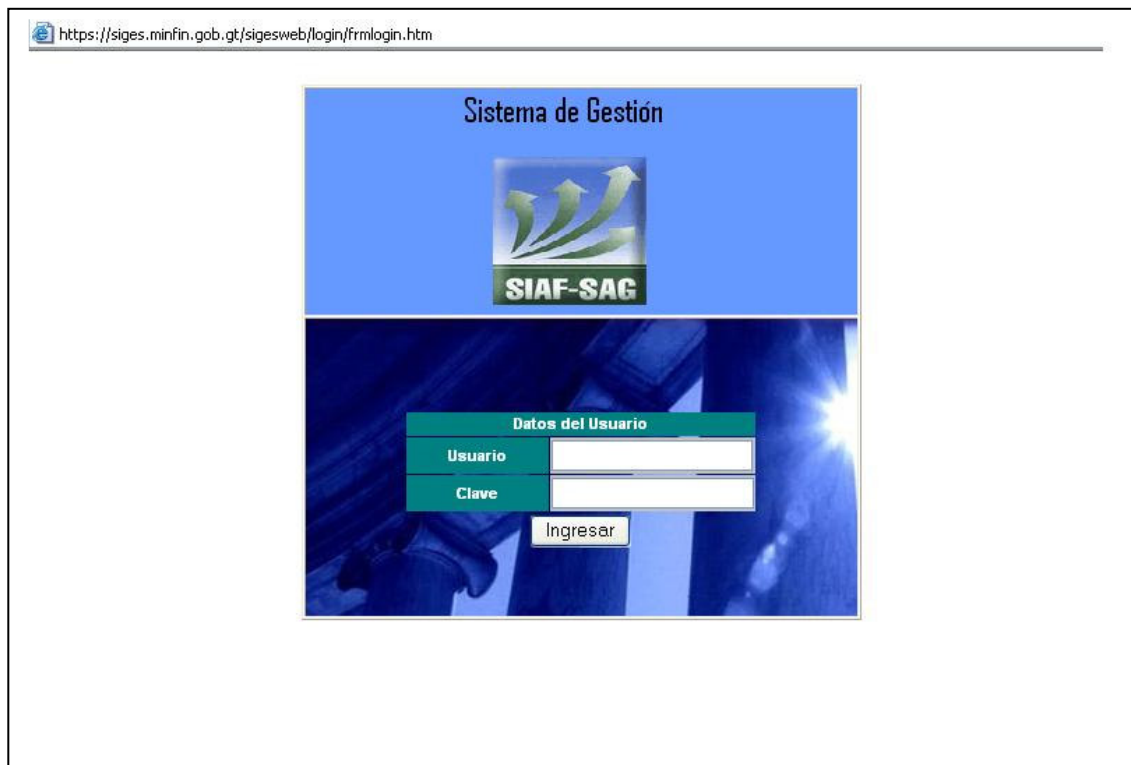 https://siges.minfin.gob.gt/sigesweb/login/frmlogin.htm
Sistema de Gestión
SIAF-SAG
Datos del Usuario
Usuario
Clave
Ingresar